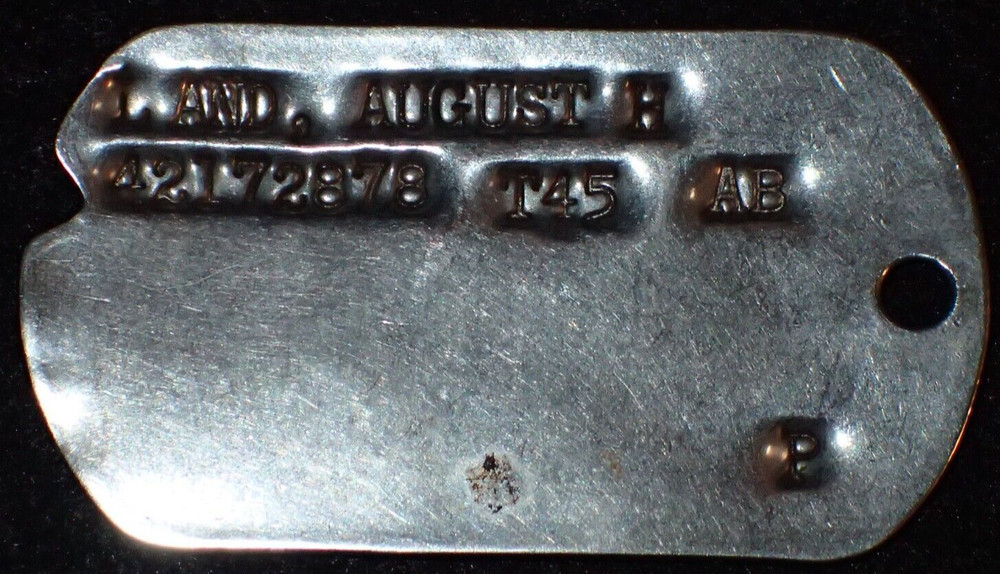 LAND, AUGUST H
42172878 T45 AB
P